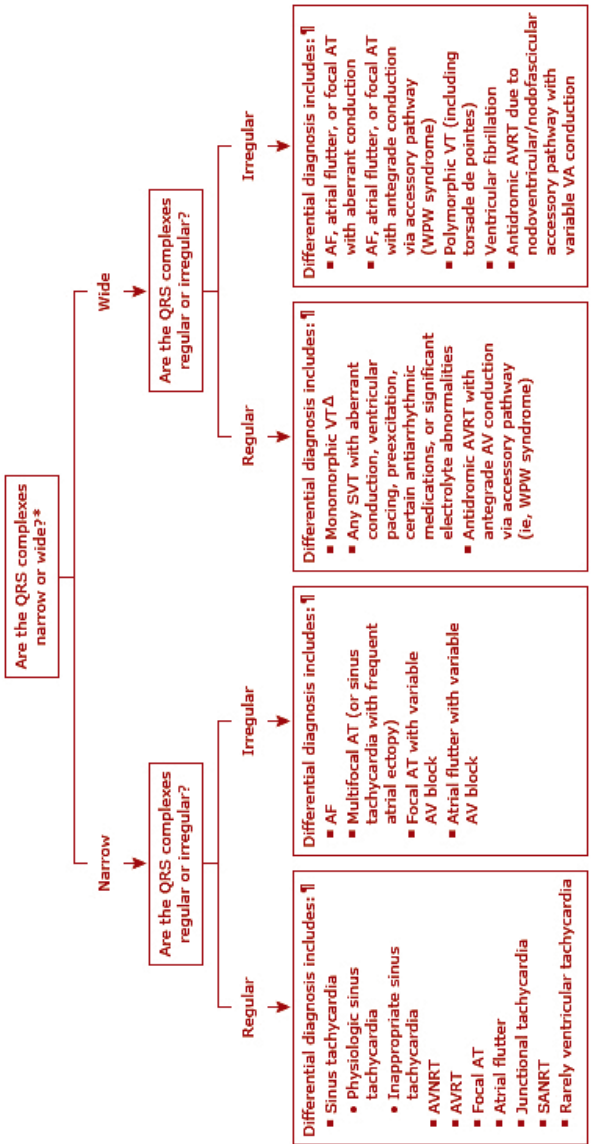 Are the QRS complexes
narrow or wide?*
Narrow
Wide
Are the QRS complexes
regular or irregular?
Are the QRS complexes
regular or irregular?
Regular
Irregular
Regular
Irregular
Differential diagnosis includes: ¶
■ Sinus tachycardia
• Physiologic sinus
tachycardia
• Inappropriate sinus
tachycardia
■ AVNRT
■ AVRT
■ Focal AT
■ Atrial flutter
■ Junctional tachycardia
■ SANRT
■ Rarely ventricular tachycardia
Differential diagnosis includes: ¶
■ AF
■ Multifocal AT (or sinus
tachycardia with frequent
atrial ectopy)
■ Focal AT with variable
AV block
■ Atrial flutter with variable
AV block
Differential diagnosis includes: ¶
■ Monomorphic VTΔ
■ Any SVT with aberrant
conduction, ventricular
pacing, preexcitation,
certain antiarrhythmic
medications, or significant
electrolyte abnormalities
■ Antidromic AVRT with
antegrade AV conduction
via accessory pathway
(ie, WPW syndrome)
Differential diagnosis includes: ¶
■ AF, atrial flutter, or focal AT
with aberrant conduction
■ AF, atrial flutter, or focal AT
with antegrade conduction
via accessory pathway
(WPW syndrome)
■ Polymorphic VT (including
torsade de pointes)
■ Ventricular fibrillation
■ Antidromic AVRT due to
nodoventricular/nodofascicular
accessory pathway with
variable VA conduction